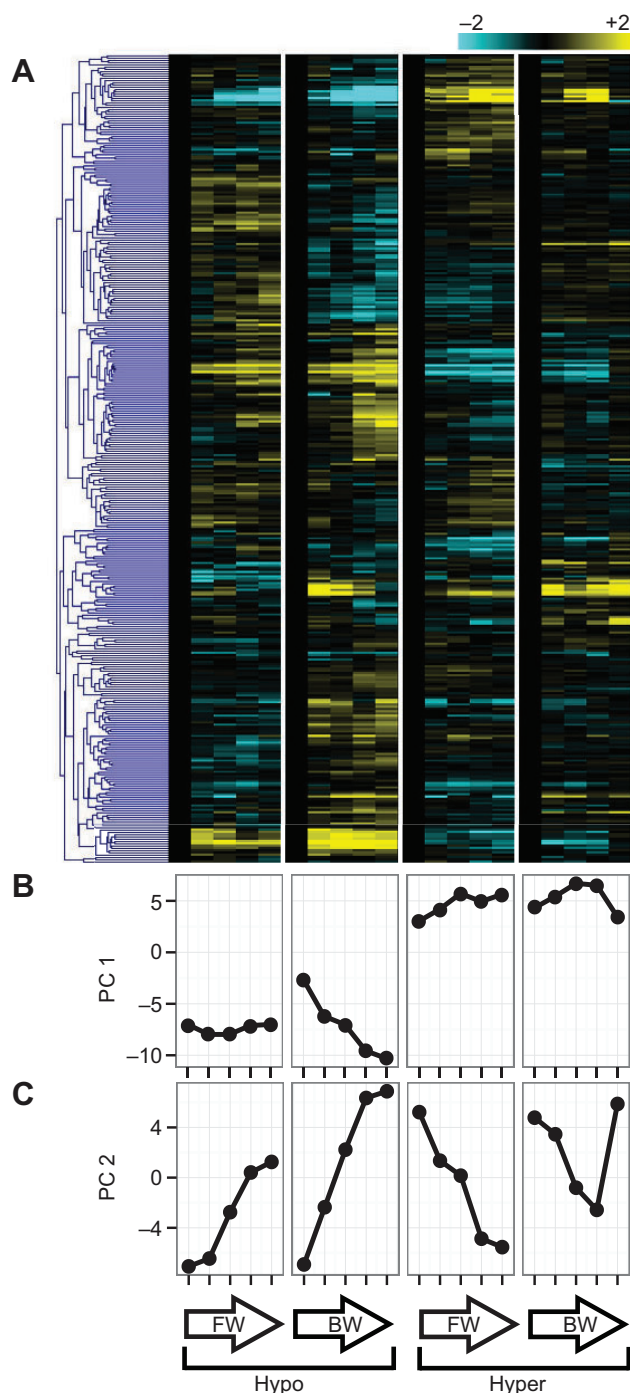 –2 +2
A
B
5
0
–5
–10
PC 1
C
4
0
–4
PC 2
FW BW FW BW
Hypo Hyper